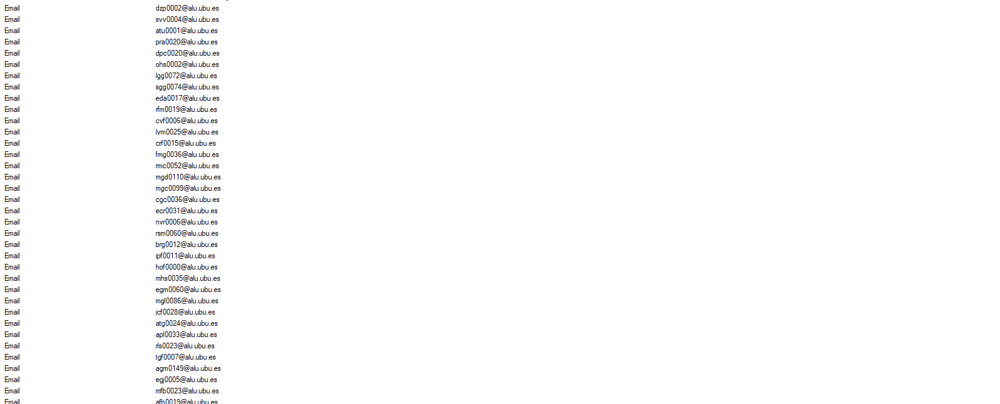 Email dzp0002@alu.ubu.es
Email svv0004@alu.ubu.es
Email atu0001@alu.ubu.es
Email pra0020@alu.ubu.es
Email dpc0020@alu.ubu.es
Email ohs0002@alu.ubu.es
Email lgg0072@alu.ubu.es
Email sgg0074@alu.ubu.es
Email eda0017@alu.ubu.es
Email rfm0019@alu.ubu.es
Email cvf0006@alu.ubu.es
Email lvm0025@alu.ubu.es
Email crf0015@alu.ubu.es
Email fmg0036@alu.ubu.es
Email rmc0052@alu.ubu.es
Email mgd0110@alu.ubu.es
Email mgc0099@alu.ubu.es
Email cgc0036@alu.ubu.es
Email ecr0031@alu.ubu.es
Email nvr0006@alu.ubu.es
Email rsm0060@alu.ubu.es
Email brg0012@alu.ubu.es
Email ipf0011@alu.ubu.es
Email hof0000@alu.ubu.es
Email mhs0035@alu.ubu.es
Email egm0060@alu.ubu.es
Email mgl0086@alu.ubu.es
Email jcf0028@alu.ubu.es
Email atg0024@alu.ubu.es
Email apl0033@alu.ubu.es
Email rls0023@alu.ubu.es
Email tgf0007@alu.ubu.es
Email agm0149@alu.ubu.es
Email egj0005@alu.ubu.es
Email mfb0023@alu.ubu.es
Email afb0019@alu.ubu.es